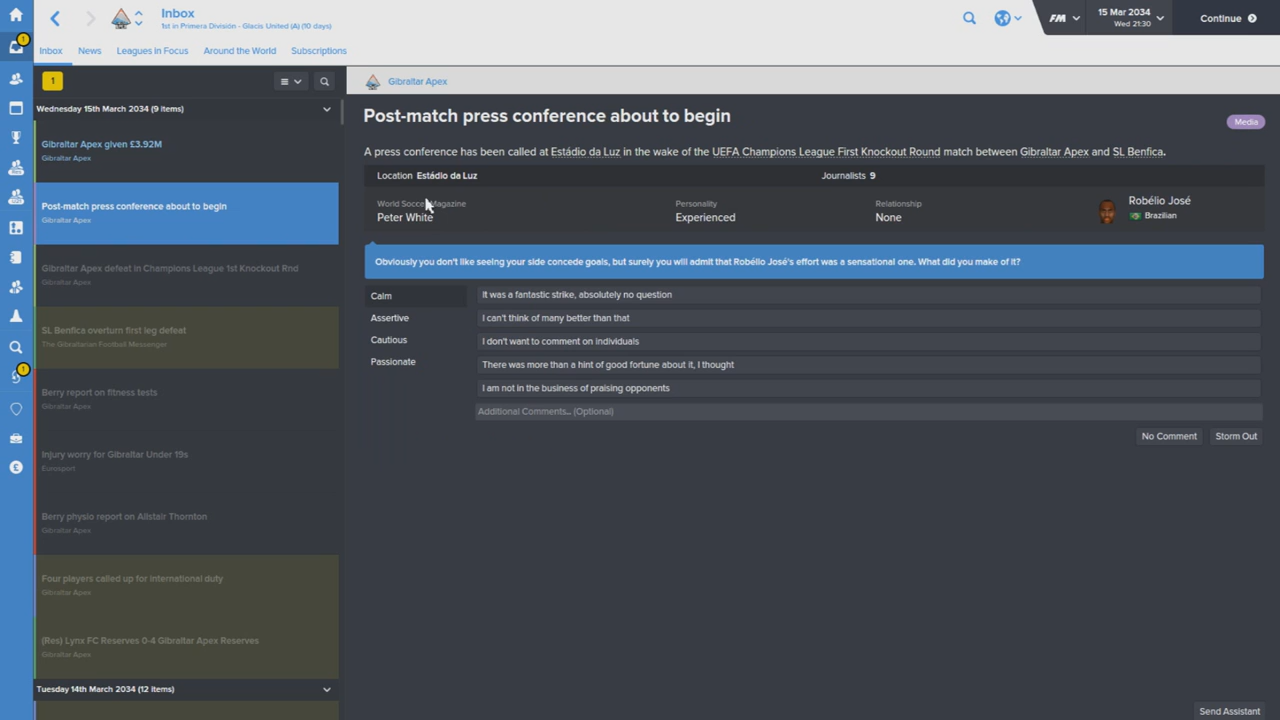 Inbox
1st in Primera División - Glacis United (A) (10 days)
FM
15 Mar 2034
Wed 21:30
Continue
1
Inbox
News
Leagues In Focus
Around the World
Subscriptions
1
Gibraltar Apex
Wednesday 15th March 2034 (9 items)
Gibraltar Apex given £3.92M
Gibraltar Apex
Post-match press conference about to begin
Gibraltar Apex
Gibraltar Apex defeat in Champions League 1st Knockout Rnd
Gibraltar Apex
SL Benfica overturn first leg defeat
The Gibraltarian Football Messenger
Berry report on fitness tests
Gibraltar Apex
Injury worry for Gibraltar Under 19s
Eurosport
Berry physio report on Alistair Thornton
Gibraltar Apex
Four players called up for international duty
Gibraltar Apex
(Res) Lynx FC Reserves 0-4 Gibraltar Apex Reserves
Gibraltar Apex
Tuesday 14th March 2034 (12 items)
1
Post-match press conference about to begin
Media
A press conference has been called at Estádio da Luz in the wake of the UEFA Champions League First Knockout Round match between Gibraltar Apex and SL Benfica.
Location Estádio da Luz
Journalists 9
World Soccer Magazine
Peter White
Personality
Experienced
Relationship
None
Robélio José
Brazilian
Obviously you don't like seeing your side concede goals, but surely you will admit that Robélio José's effort was a sensational one. What did you make of it?
Calm
Assertive
Cautious
Passionate
It was a fantastic strike, absolutely no question
I can't think of many better than that
I don't want to comment on individuals
There was more than a hint of good fortune about it, I thought
I am not in the business of praising opponents
Additional Comments... (Optional)
No Comment
Storm Out
Send Assistant